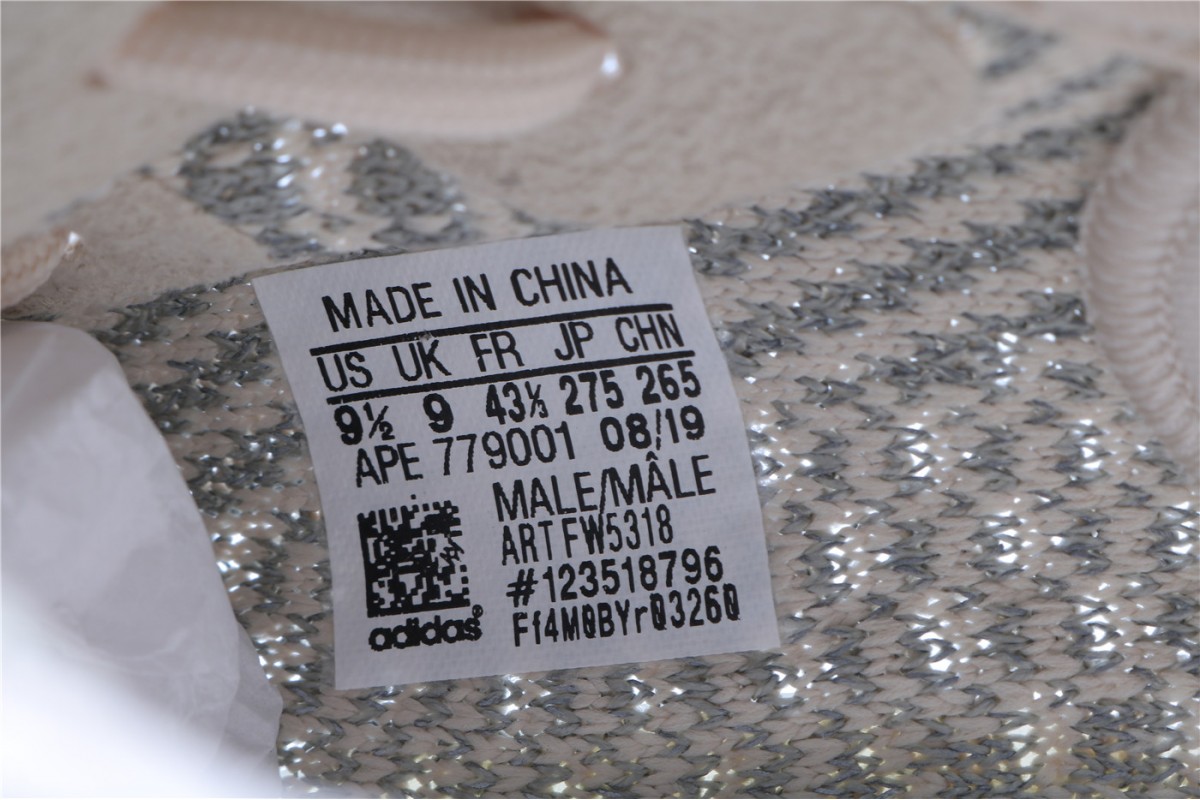 MADE IN CHINA
US UK FR JP CHN
9½ 9 43⅓ 275 265
APE 779001 08/19
MALE/MÂLE
ART FW5318
#123518796
Ff4M0BYr03260
adidas®